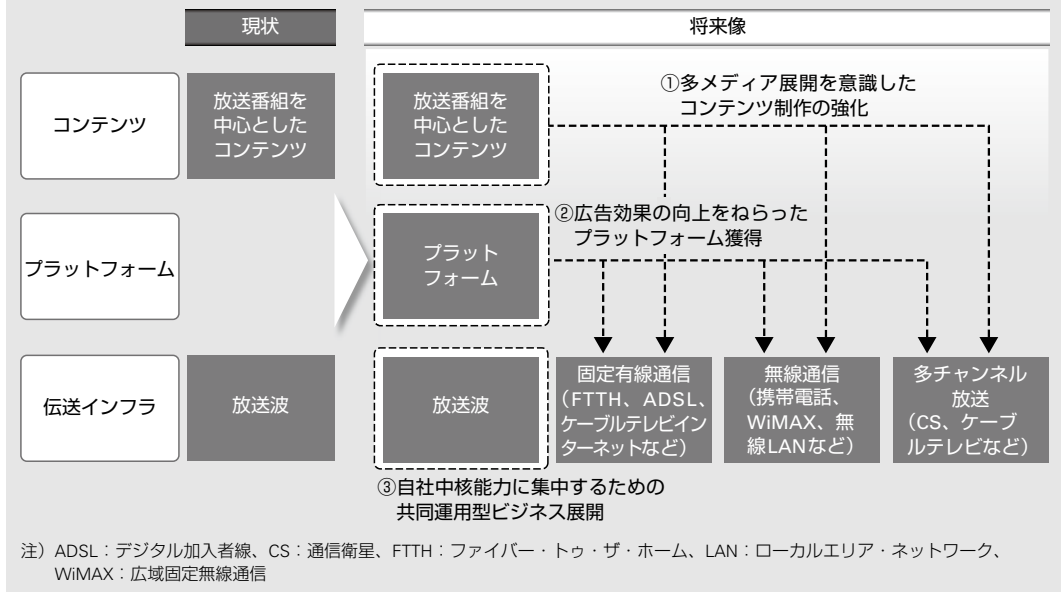 現状
将来像
コンテンツ
放送番組を
中心とした
コンテンツ
放送番組を
中心とした
コンテンツ
①多メディア展開を意識した
コンテンツ制作の強化
プラットフォーム
プラット
フォーム
②広告効果の向上をねらった
プラットフォーム獲得
伝送インフラ
放送波
放送波
固定有線通信
（FTTH、ADSL、
ケーブルテレビイン
ターネットなど）
無線通信
（携帯電話、
WiMAX、無
線LANなど）
多チャンネル
放送
（CS、ケーブ
ルテレビなど）
③自社中核能力に集中するための
共同運用型ビジネス展開
注）ADSL：デジタル加入者線、CS：通信衛星、FTTH：ファイバー・トゥ・ザ・ホーム、LAN：ローカルエリア・ネットワーク、
WiMAX：広域固定無線通信